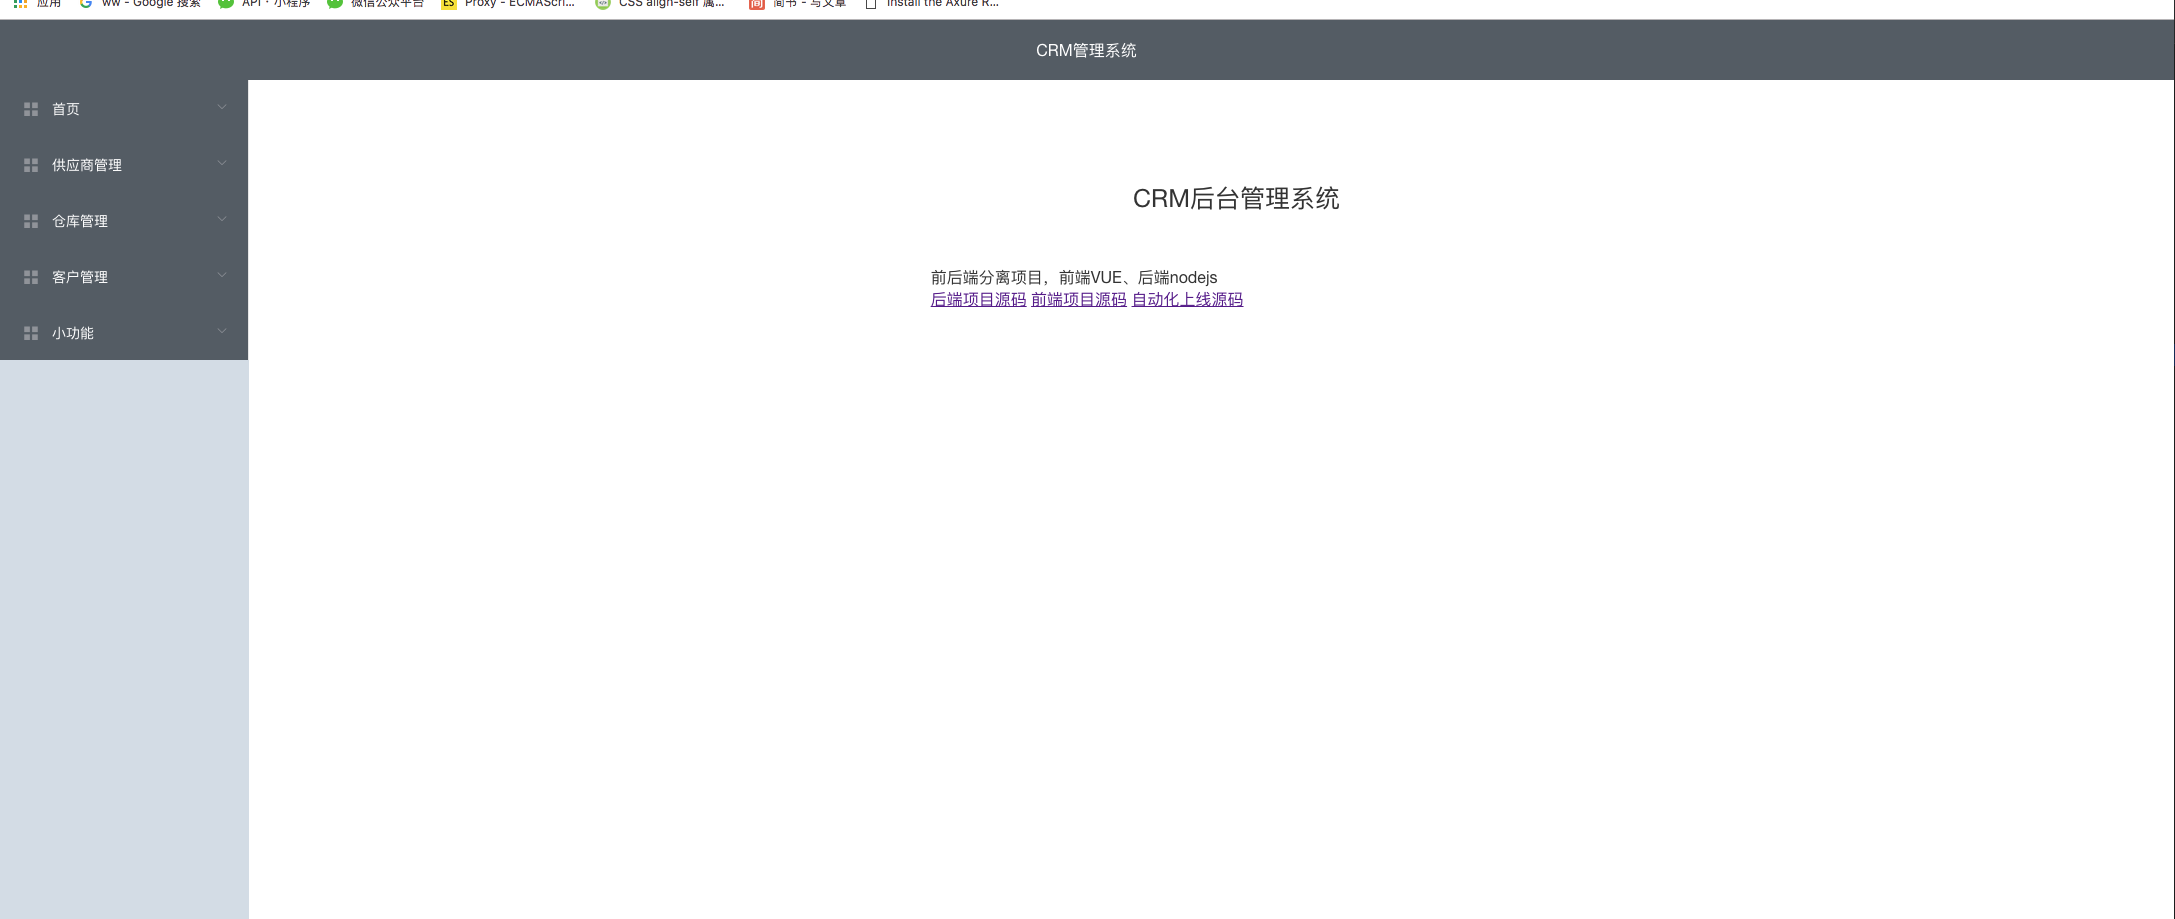 应用 ww - Google 搜索 API · 小程序 微信公众平台 ES Proxy - ECMAScri... CSS align-self 属... 简 简书 - 写文章 Install the Axure R...
CRM管理系统
首页
供应商管理
仓库管理
客户管理
小功能
CRM后台管理系统
前后端分离项目，前端VUE、后端nodejs
后端项目源码 前端项目源码 自动化上线源码